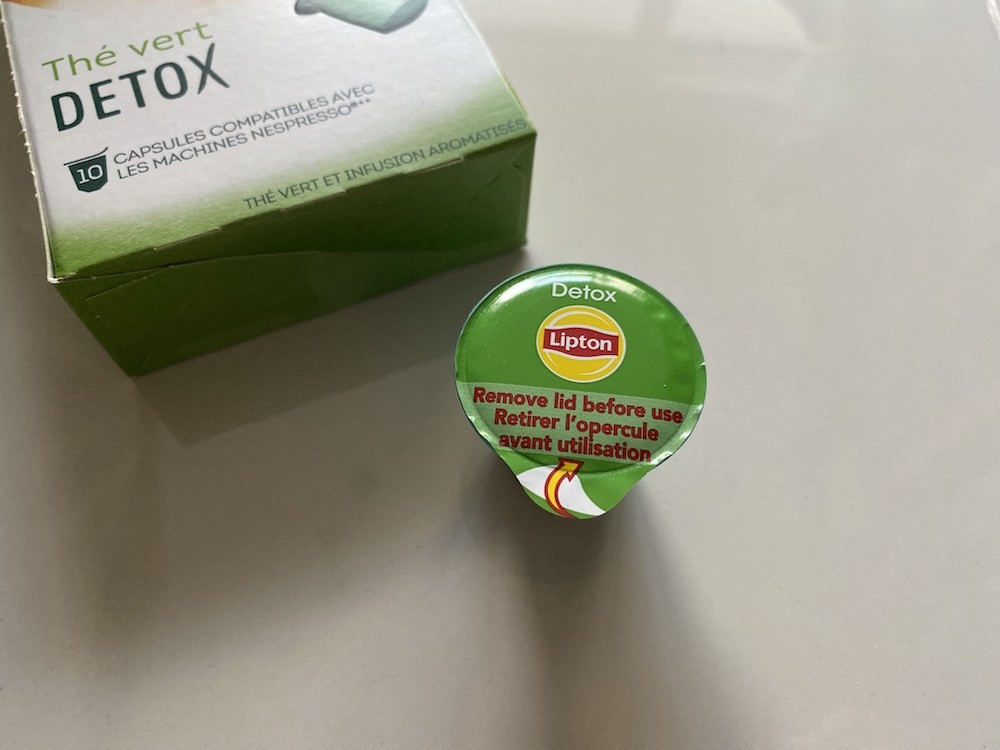 Thé vert
DETOX
10
CAPSULES COMPATIBLES AVEC
LES MACHINES NESPRESSO®**
THÉ VERT ET INFUSION AROMATISÉS
Detox
Lipton
Remove lid before use
Retirer l'opercule
avant utilisation